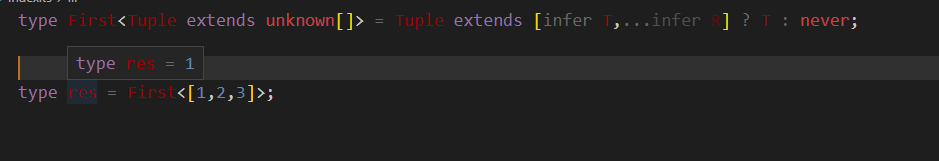 type First<Tuple extends unknown[]> = Tuple extends [infer T,...infer R] ? T : never;
type res = 1
type res = First<[1,2,3]>;